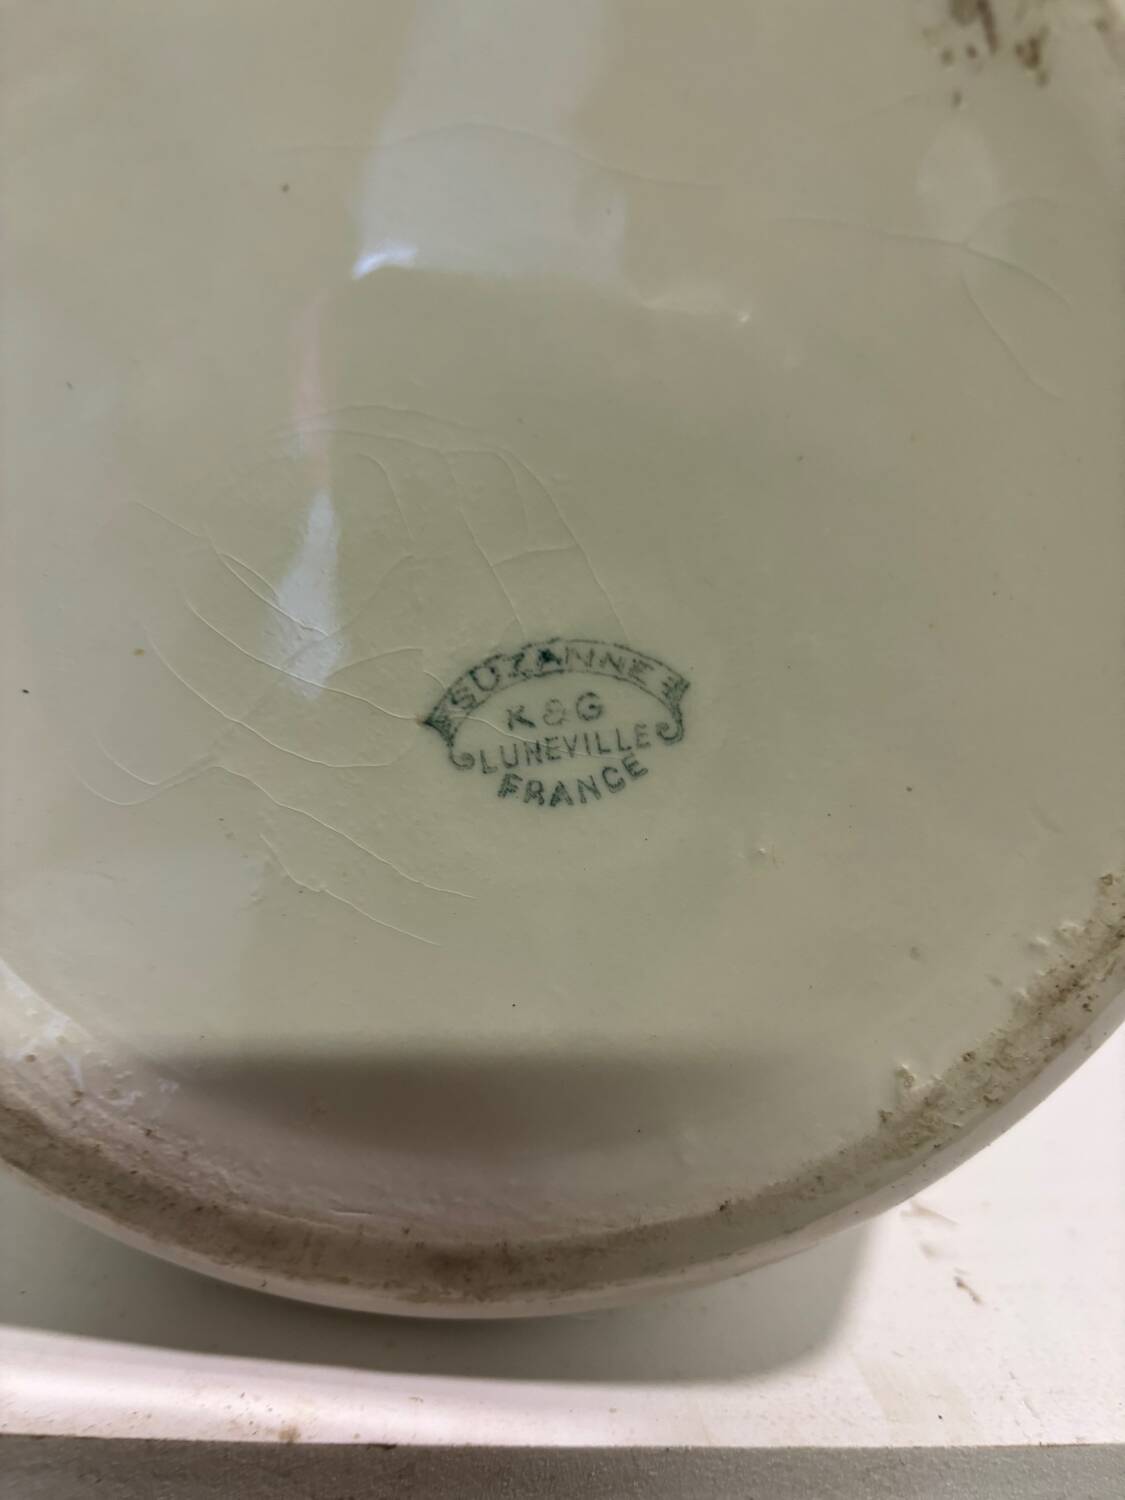 SUZANNE
K & G
LUNEVILLE
FRANCE